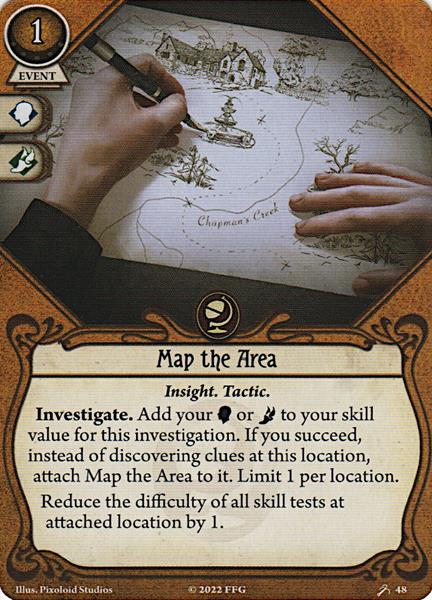 1
EVENT
Chapman's Creek
Map the Area
Insight. Tactic.
Investigate. Add your or to your skill
value for this investigation. If you succeed,
instead of discovering clues at this location,
attach Map the Area to it. Limit 1 per location.
Reduce the difficulty of all skill tests at
attached location by 1.
Illus. Pixoloid Studios
© 2022 FFG
48